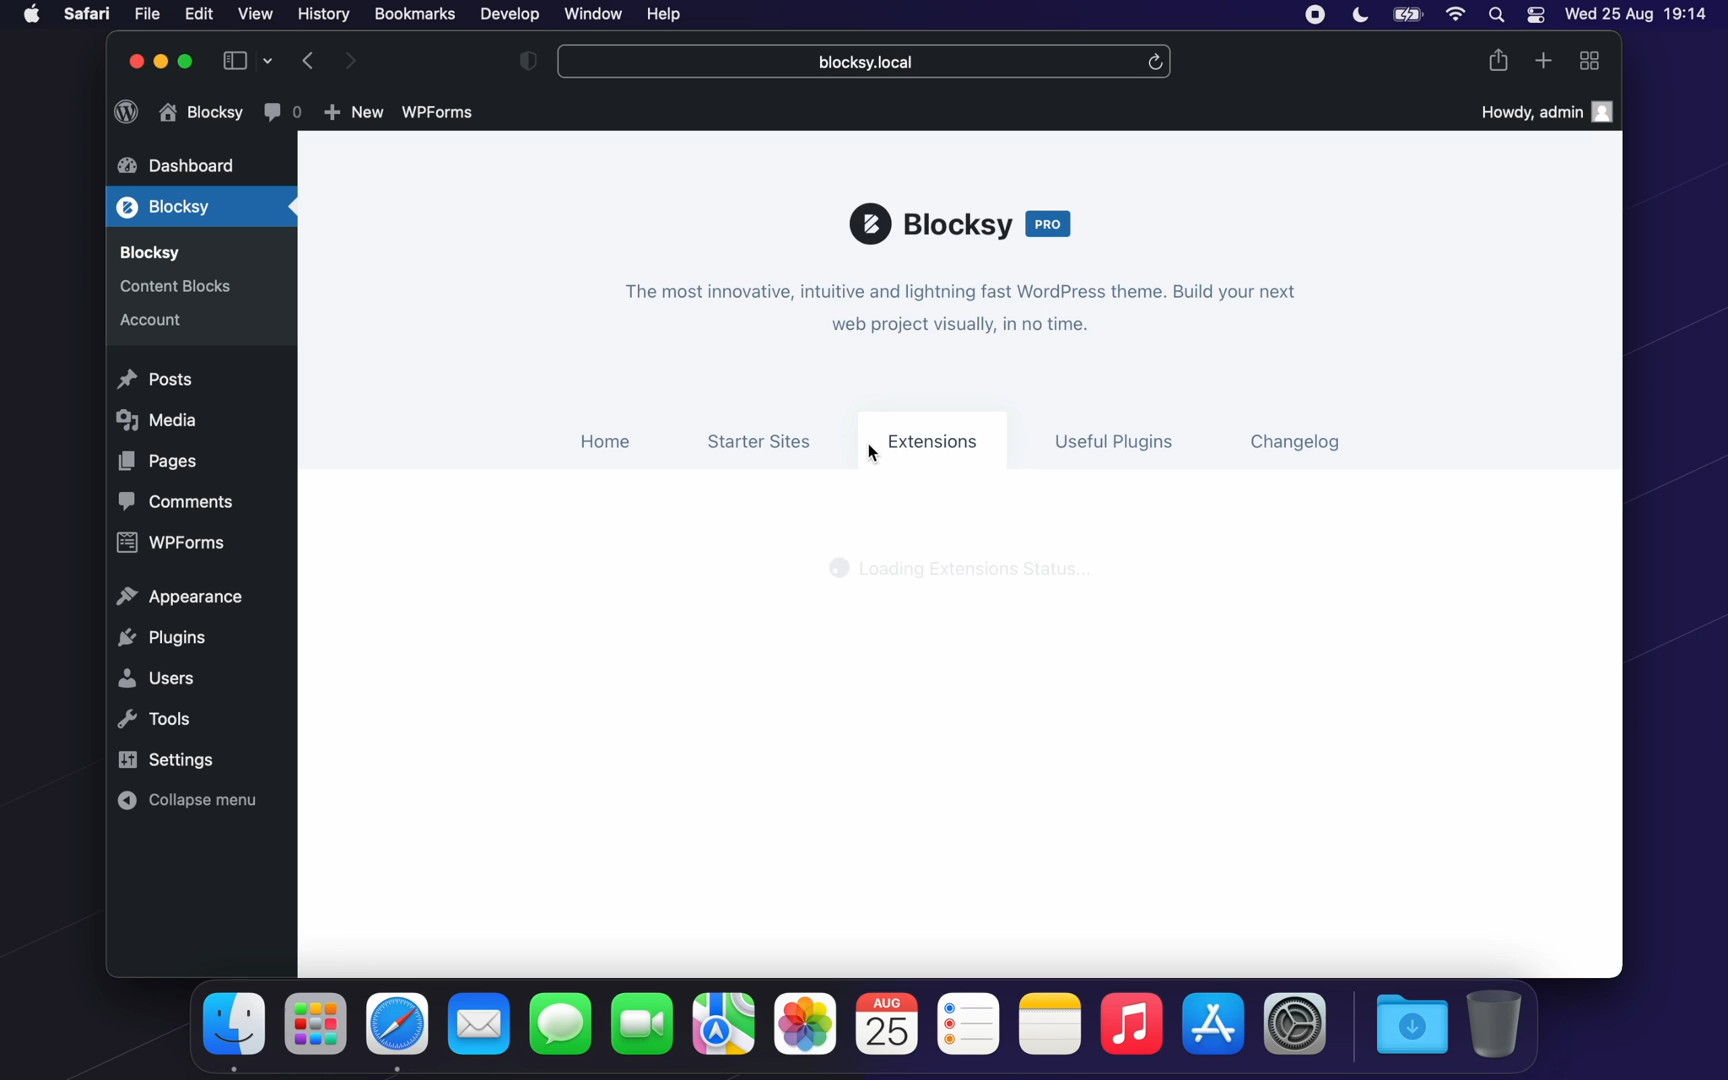 Safari File Edit View History Bookmarks Develop Window Help Wed 25 Aug 19:14
blocksy.local
Blocksy 0 New WPForms Howdy, admin
Dashboard
Blocksy
Blocksy
Content Blocks
Account
Posts
Media
Pages
Comments
WPForms
Appearance
Plugins
Users
Tools
Settings
Collapse menu
Blocksy PRO
The most innovative, intuitive and lightning fast WordPress theme. Build your next
web project visually, in no time.
Home Starter Sites Extensions Useful Plugins Changelog
Loading Extensions Status...
AUG
25